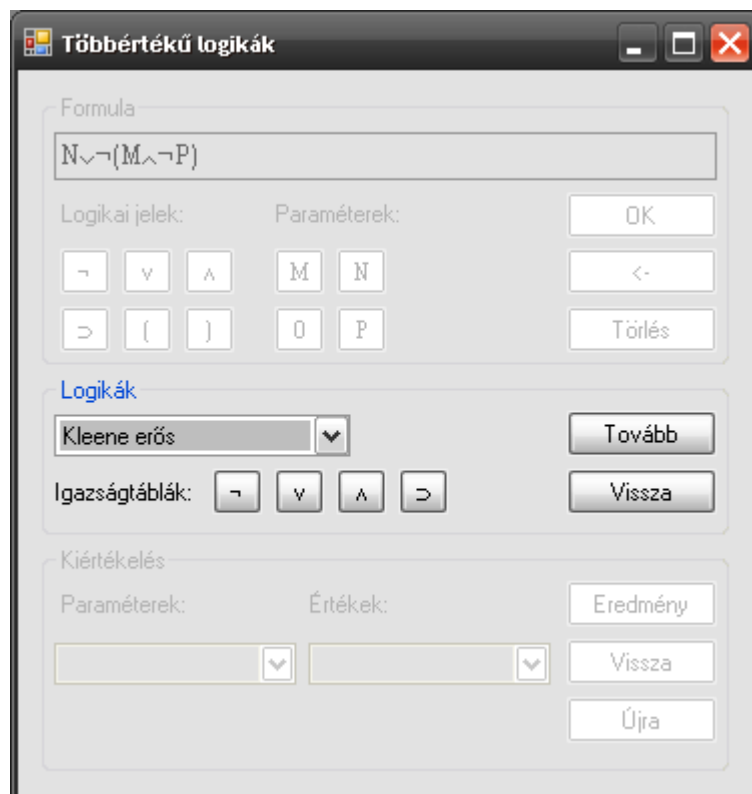 Többértékű logikák
Formula
N∨¬(M∧¬P)
Logikai jelek: Paraméterek: OK
¬ ∨ ∧ M N <-
⊃ ( ) O P Törlés
Logikák
Kleene erős Tovább
Igazságtáblák: ¬ ∨ ∧ ⊃ Vissza
Kiértékelés
Paraméterek: Értékek: Eredmény
Vissza
Újra